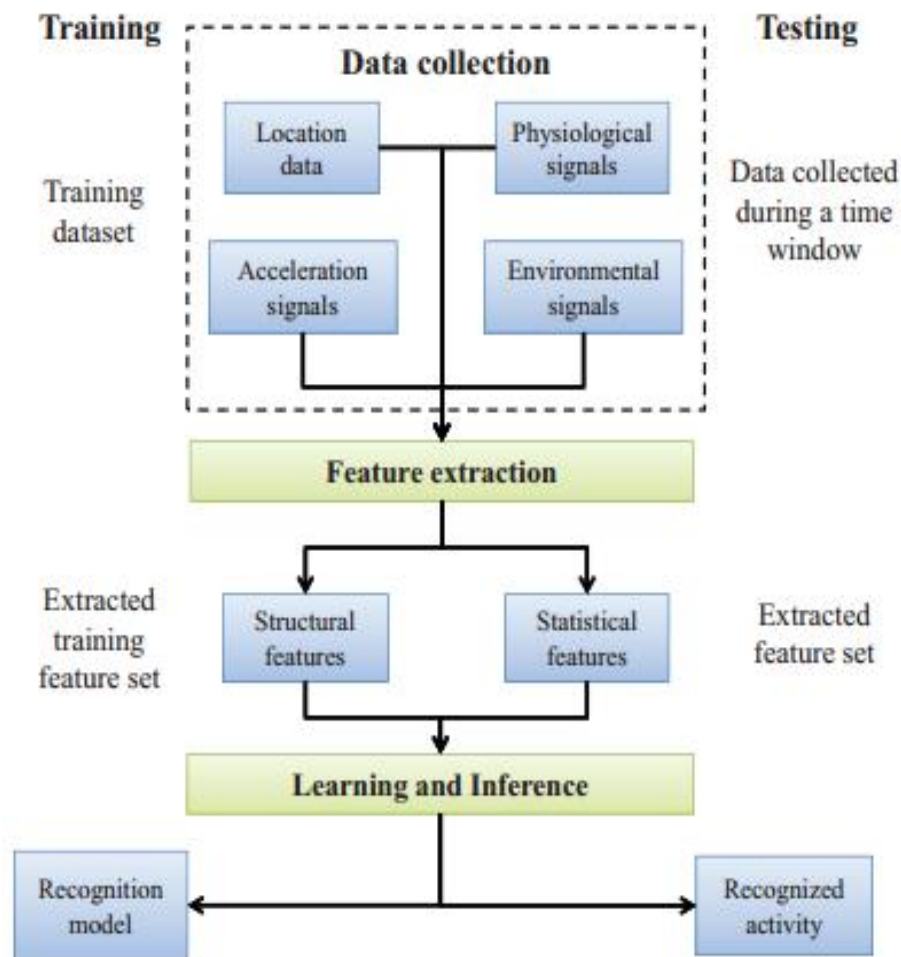 Training
Testing
Data collection
Location
data
Physiological
signals
Training
dataset
Data collected
during a time
window
Acceleration
signals
Environmental
signals
Feature extraction
Extracted
training
feature set
Structural
features
Statistical
features
Extracted
feature set
Learning and Inference
Recognition
model
Recognized
activity